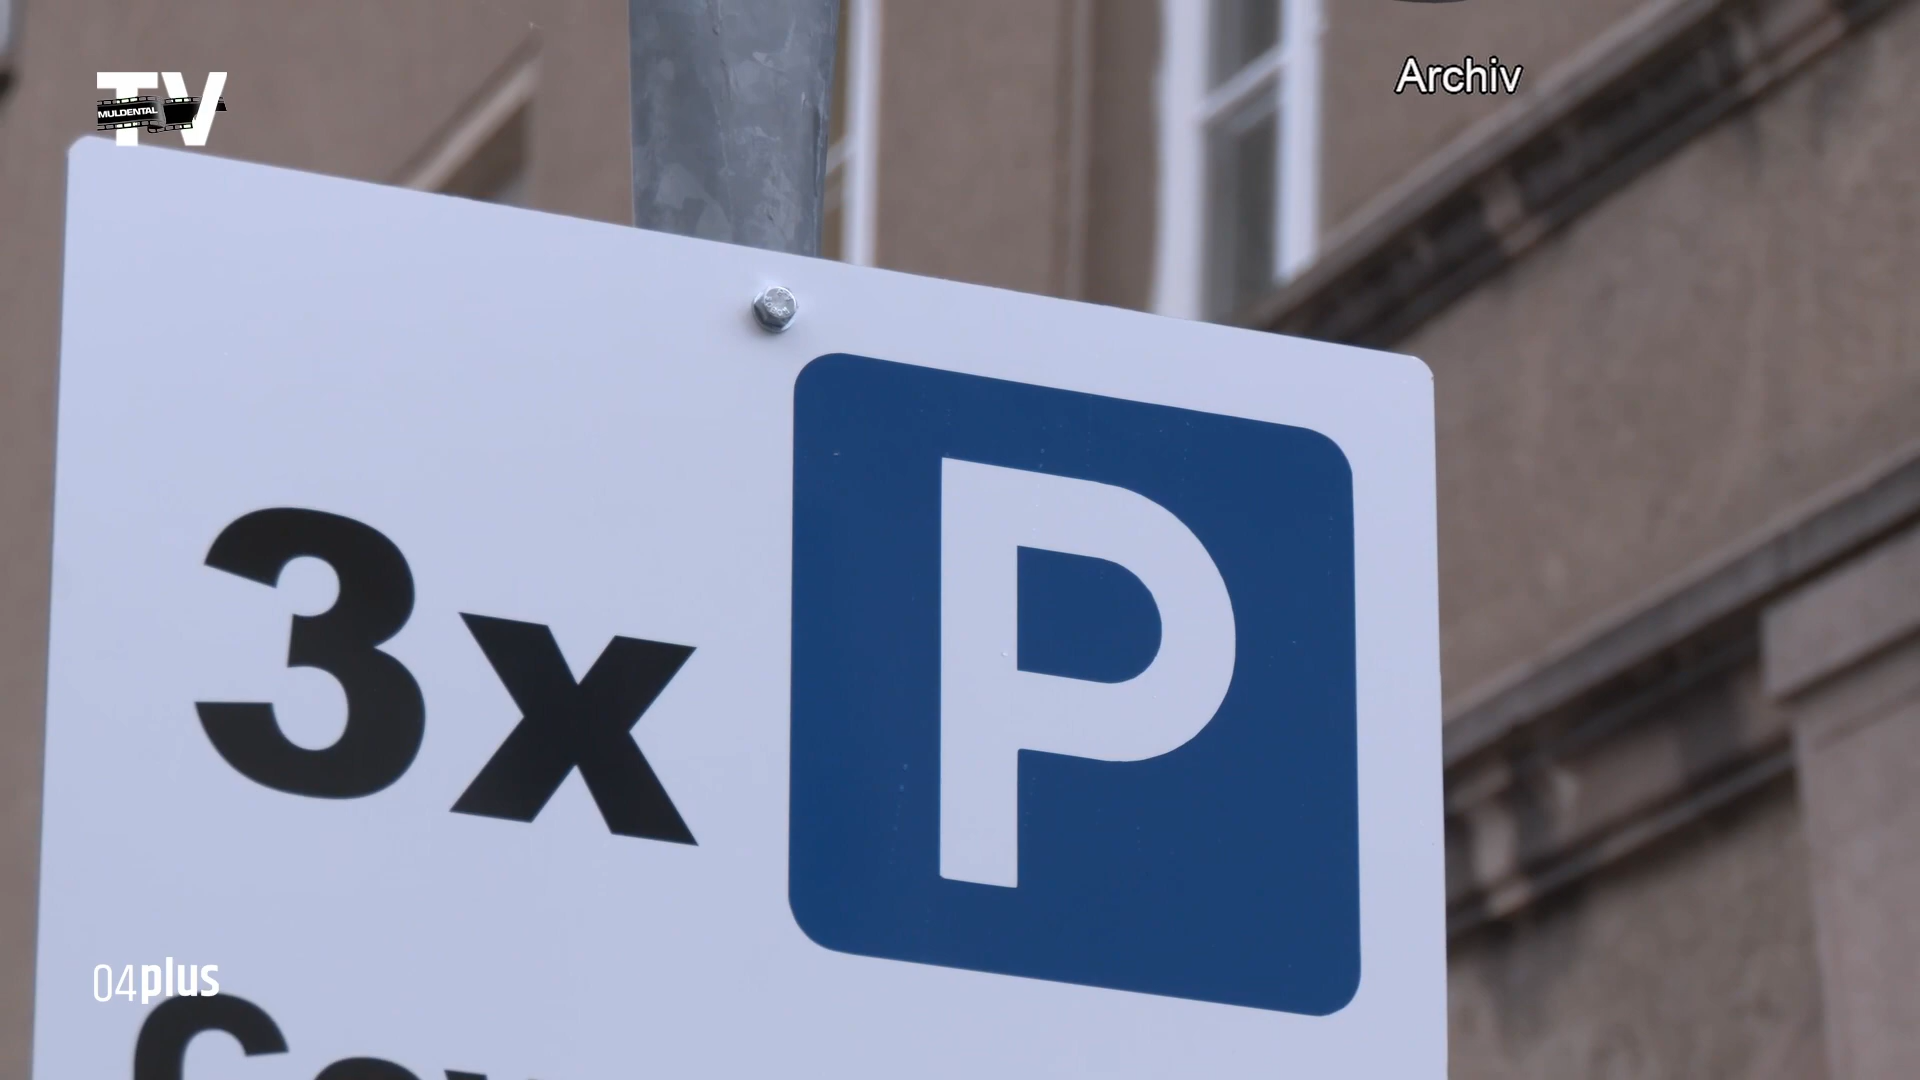 TV
MULDENTAL
Archiv
3x P
04plus